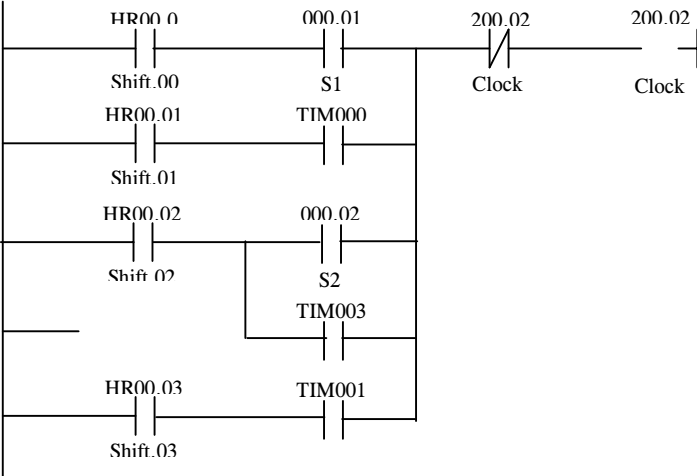 HR00.0 000.01 200.02 200.02
Shift.00 S1 Clock Clock
HR00.01 TIM000
Shift.01
HR00.02 000.02
Shift.02 S2
TIM003
HR00.03 TIM001
Shift.03